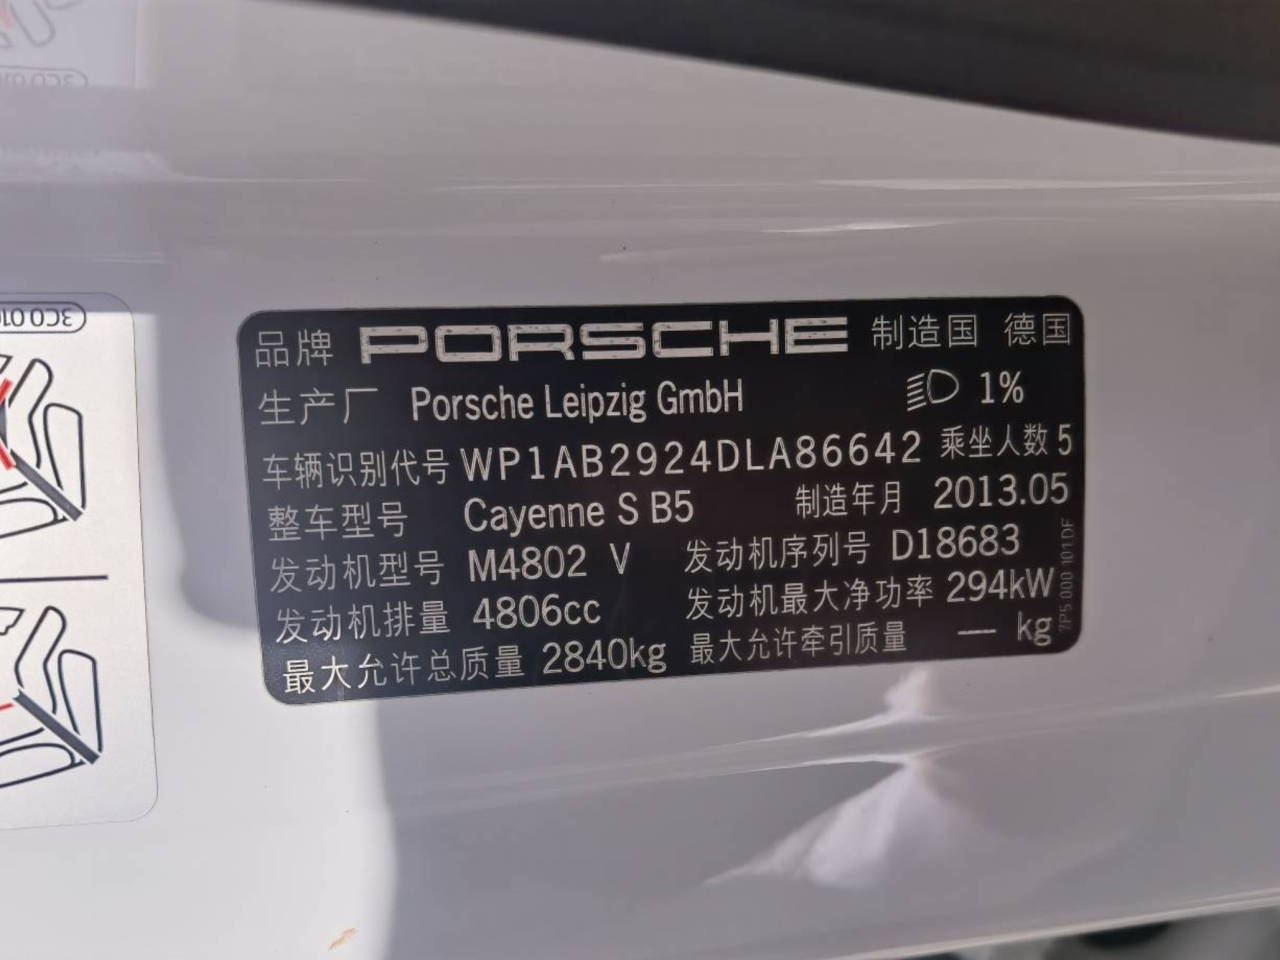 品牌 PORSCHE 制造国 德国
生产厂 Porsche Leipzig GmbH 1%
车辆识别代号 WP1AB2924DLA86642 乘坐人数 5
整车型号 Cayenne S B5 制造年月 2013.05
发动机型号 M4802 V 发动机序列号 D18683
发动机排量 4806cc 发动机最大净功率 294kW
最大允许总质量 2840kg 最大允许牵引质量 — kg
7P5 000 101DF
3C0 010